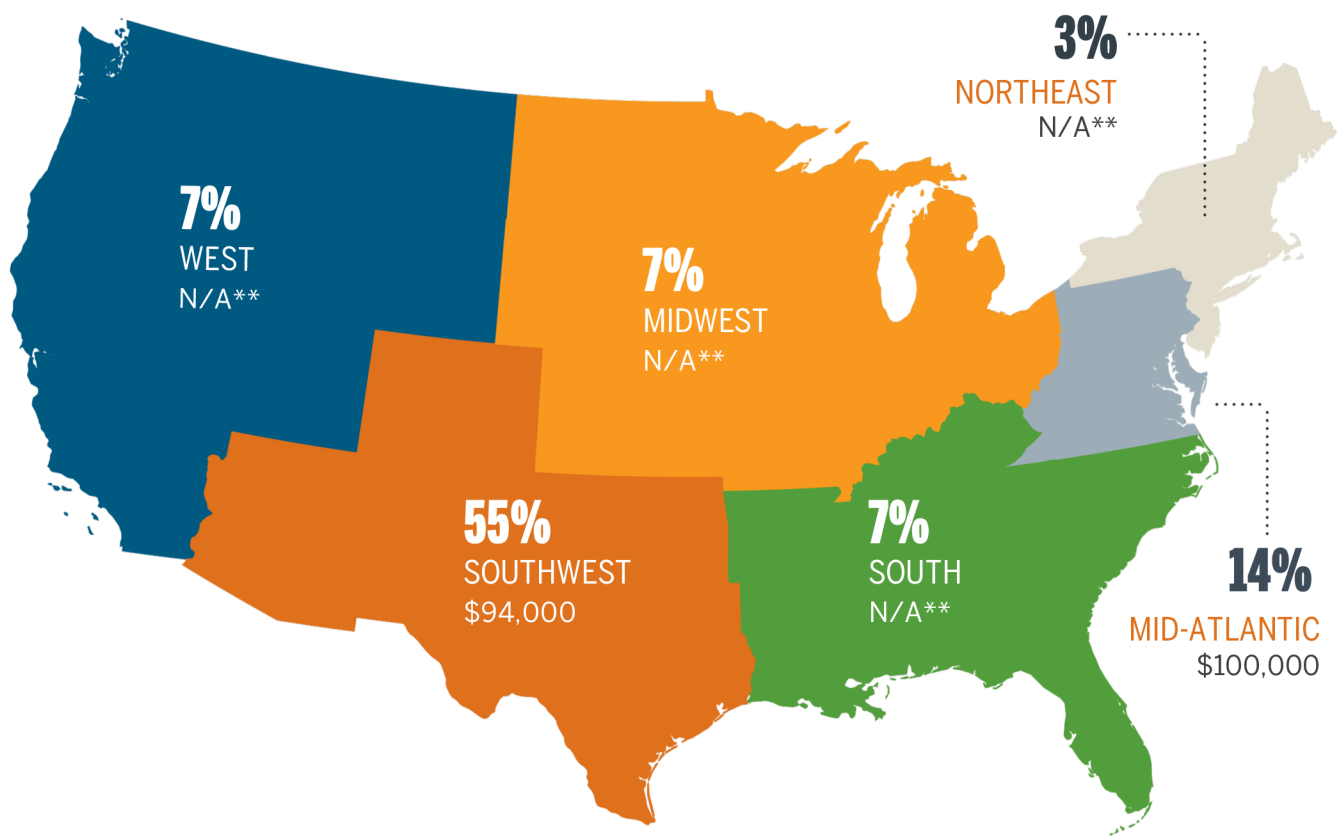 3%
NORTHEAST
N/A**
7%
WEST
N/A**
7%
MIDWEST
N/A**
55%
SOUTHWEST
$94,000
7%
SOUTH
N/A**
14%
MID-ATLANTIC
$100,000